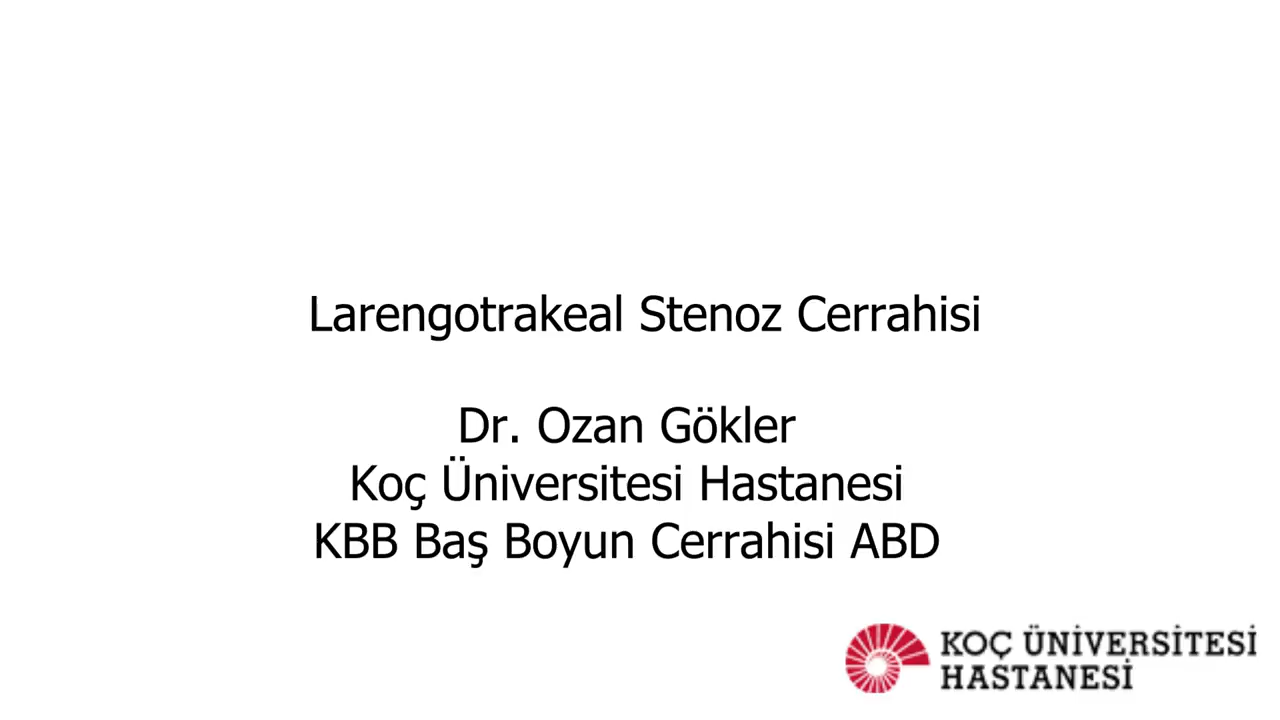 Larengotrakeal Stenoz Cerrahisi
Dr. Ozan Gökler
Koç Üniversitesi Hastanesi
KBB Baş Boyun Cerrahisi ABD
KOÇ ÜNİVERSİTESİ
HASTANESİ